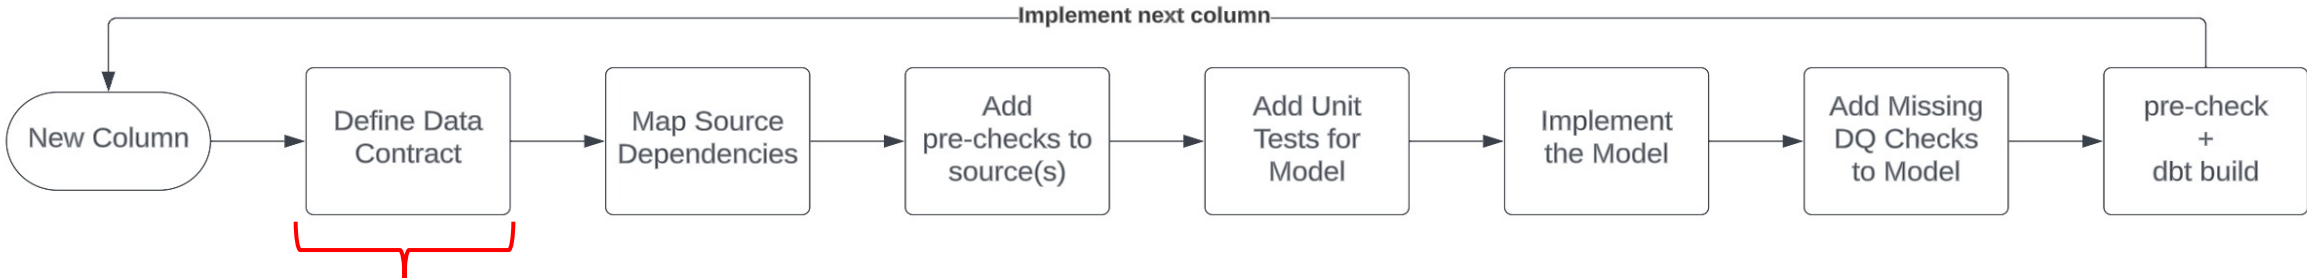 Implement next column
New Column
Define Data
Contract
Map Source
Dependencies
Add
pre-checks to
source(s)
Add Unit
Tests for
Model
Implement
the Model
Add Missing
DQ Checks
to Model
pre-check
+
dbt build